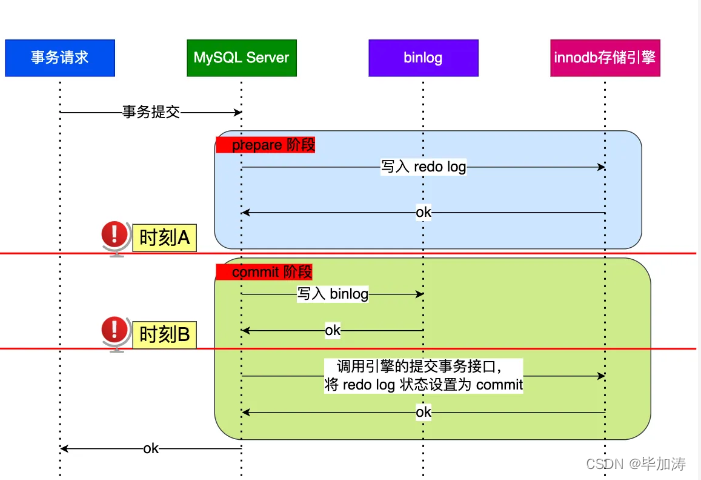 事务请求
MySQL Server
binlog
innodb存储引擎
事务提交
prepare 阶段
写入 redo log
ok
时刻A
commit 阶段
写入 binlog
ok
时刻B
调用引擎的提交事务接口,
将 redo log 状态设置为 commit
ok
ok
CSDN @毕加涛